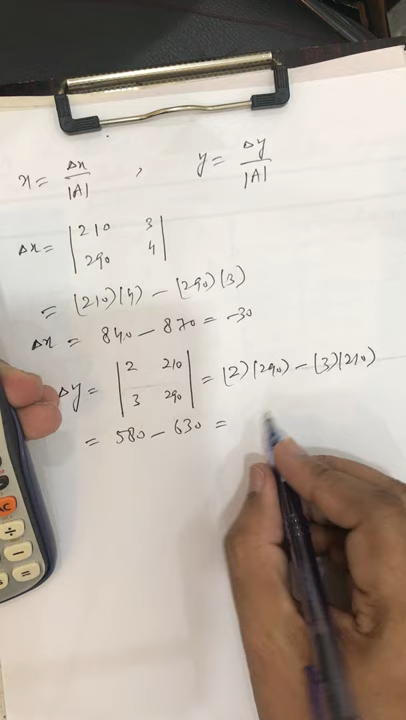 x = Δx / |A| , y = Δy / |A|
Δx = |210 3|
|290 4|
= (210)(4) - (290)(3)
Δx = 840 - 870 = -30
Δy = |2 210| = (2)(290) - (3)(210)
|3 290|
= 580 - 630 =
AC
÷
−
=